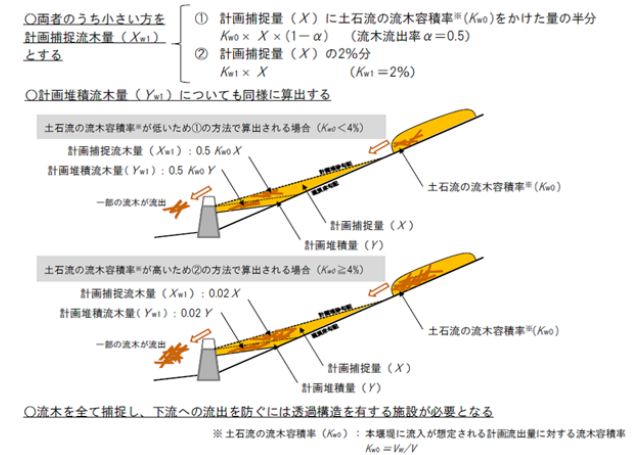 〇両者のうち小さい方を
計画捕捉流木量（Xw1）
とする
① 計画捕捉量（X）に土石流の流木容積率※(Kw0)をかけた量の半分
Kw0× X ×(1－α) （流木流出率α＝0.5）
② 計画捕捉量（X）の2％分
Kw1× X （Kw1＝2％）
〇計画堆積流木量（Yw1）についても同様に算出する
土石流の流木容積率※が低いため①の方法で算出される場合（Kw0＜4％）
計画捕捉流木量（Xw1）：0.5 Kw0 X
計画堆積流木量(Yw1)：0.5 Kw0 Y
一部の流木が流出
計画捕捉勾配
土石流の流木容積率※(Kw0)
計画捕捉量（X）
計画堆積量（Y）
土石流の流木容積率※が高いため②の方法で算出される場合（Kw0≧4％）
計画捕捉流木量（Xw1）：0.02 X
計画堆積流木量(Yw1)：0.02 Y
一部の流木が流出
計画捕捉勾配
土石流の流木容積率※(Kw0)
計画捕捉量（X）
計画堆積量（Y）
〇流木を全て捕捉し、下流への流出を防ぐには透過構造を有する施設が必要となる
※ 土石流の流木容積率（Kw0）：本堰堤に流入が想定される計画流出量に対する流木容積率
Kw0＝Vw/V